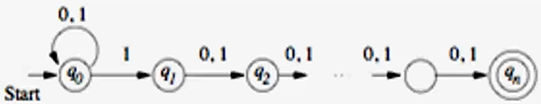 0, 1
1 0, 1 0, 1 0, 1 0, 1
q0 q1 q2 ... qn
Start